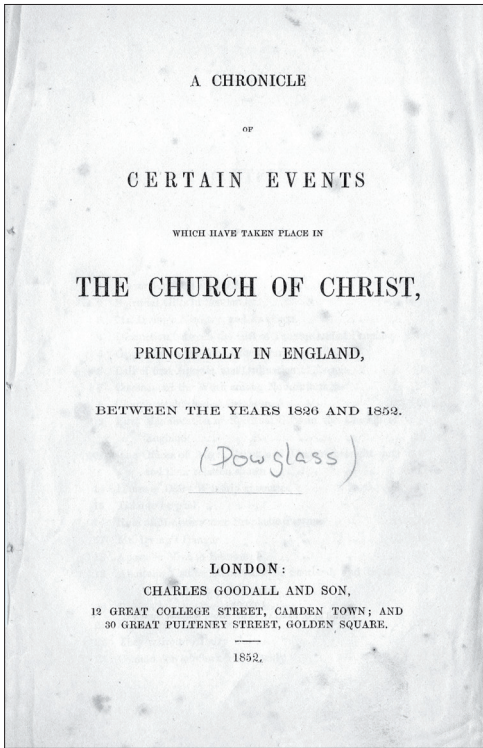 A CHRONICLE
OF
CERTAIN EVENTS
WHICH HAVE TAKEN PLACE IN
THE CHURCH OF CHRIST,
PRINCIPALLY IN ENGLAND,
BETWEEN THE YEARS 1826 AND 1852.
(Dowglass)
LONDON:
CHARLES GOODALL AND SON,
12 GREAT COLLEGE STREET, CAMDEN TOWN; AND
30 GREAT PULTENEY STREET, GOLDEN SQUARE.
1852.